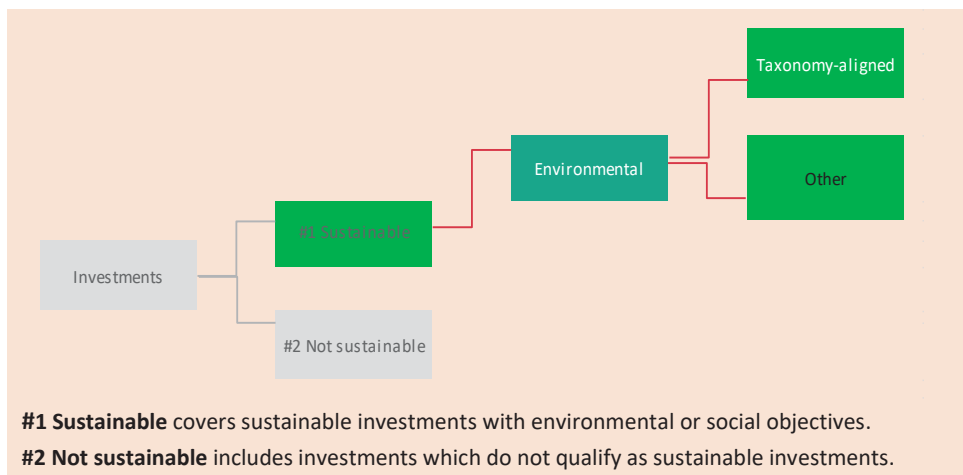 Taxonomy-aligned
Environmental
Other
#1 Sustainable
Investments
#2 Not sustainable
#1 Sustainable covers sustainable investments with environmental or social objectives.
#2 Not sustainable includes investments which do not qualify as sustainable investments.